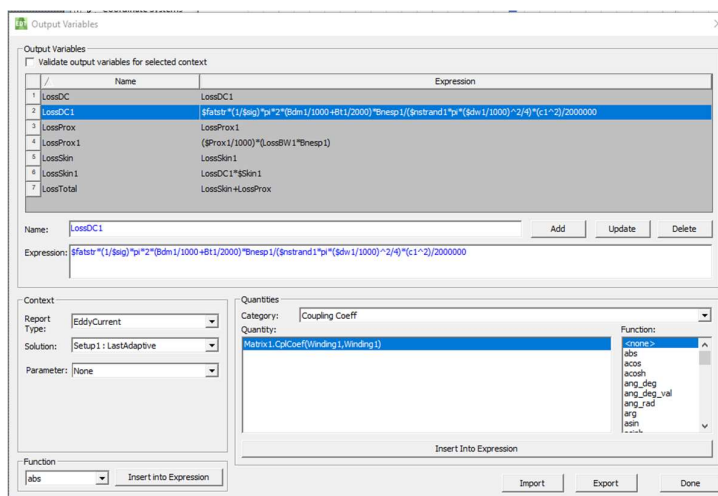 Output Variables
Output Variables
Validate output variables for selected context
/ Name Expression
1 LossDC LossDC1
2 LossDC1 $fatstr*(1/$sig)*pi*2*(Bdm1/1000+Bt1/2000)*Bnesp1/($nstrand1*pi*($dw1/1000)^2/4)*(c1^2)/2000000
3 LossProx LossProx1
4 LossProx1 ($Prox1/1000)*(LossBW1*Bnesp1)
5 LossSkin LossSkin1
6 LossSkin1 LossDC1*$Skin1
7 LossTotal LossSkin+LossProx
Name: LossDC1 Add Update Delete
Expression: $fatstr*(1/$sig)*pi*2*(Bdm1/1000+Bt1/2000)*Bnesp1/($nstrand1*pi*($dw1/1000)^2/4)*(c1^2)/2000000
Context
Report Type: EddyCurrent
Solution: Setup1 : LastAdaptive
Parameter: None
Quantities
Category: Coupling Coeff
Quantity: Function:
Matrix1.CplCoef(Winding1,Winding1) <none>
abs
acos
acosh
ang_deg
ang_deg_val
ang_rad
arg
asin
Insert Into Expression
Function
abs Insert into Expression
Import Export Done